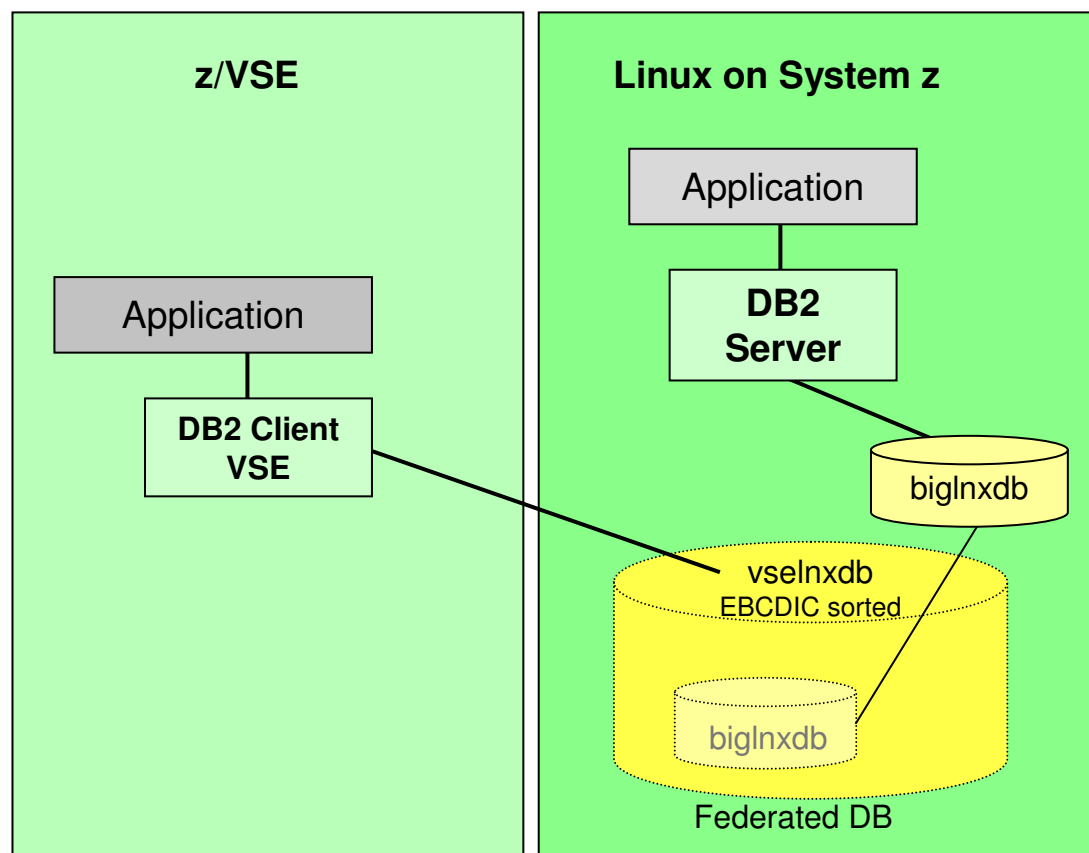 z/VSE
Linux on System z
Application
DB2
Server
Application
DB2 Client
VSE
biglnxdb
vselnxdb
EBCDIC sorted
biglnxdb
Federated DB